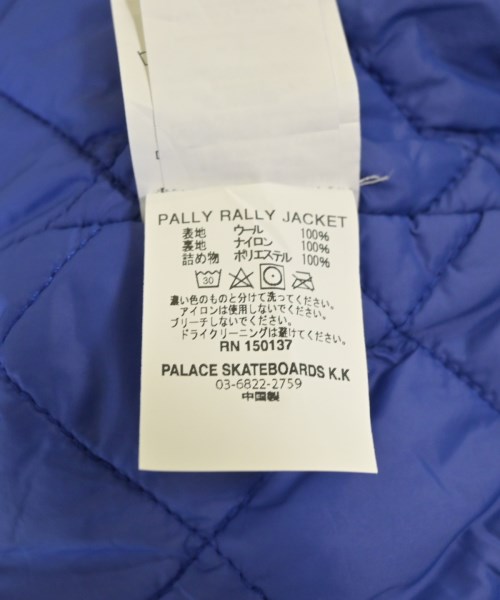 PALLY RALLY JACKET
表地 ウール 100%
裏地 ナイロン 100%
詰め物 ポリエステル 100%
30
濃い色のものと分けて洗ってください。
アイロンは使用しないでください。
ブリーチしないでください。
ドライクリーニングは避けてください。
RN 150137
PALACE SKATEBOARDS K.K
03-6822-2759
中国製